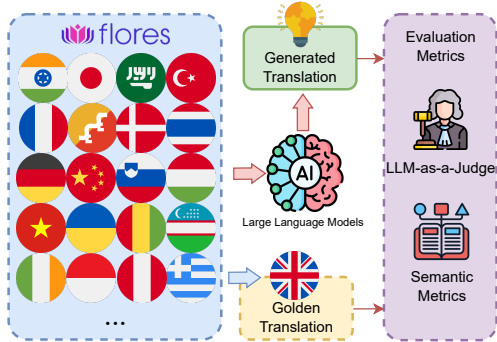 flores
...
Generated
Translation
AI
Large Language Models
Golden
Translation
Evaluation
Metrics
LLM-as-a-Judge
Semantic
Metrics